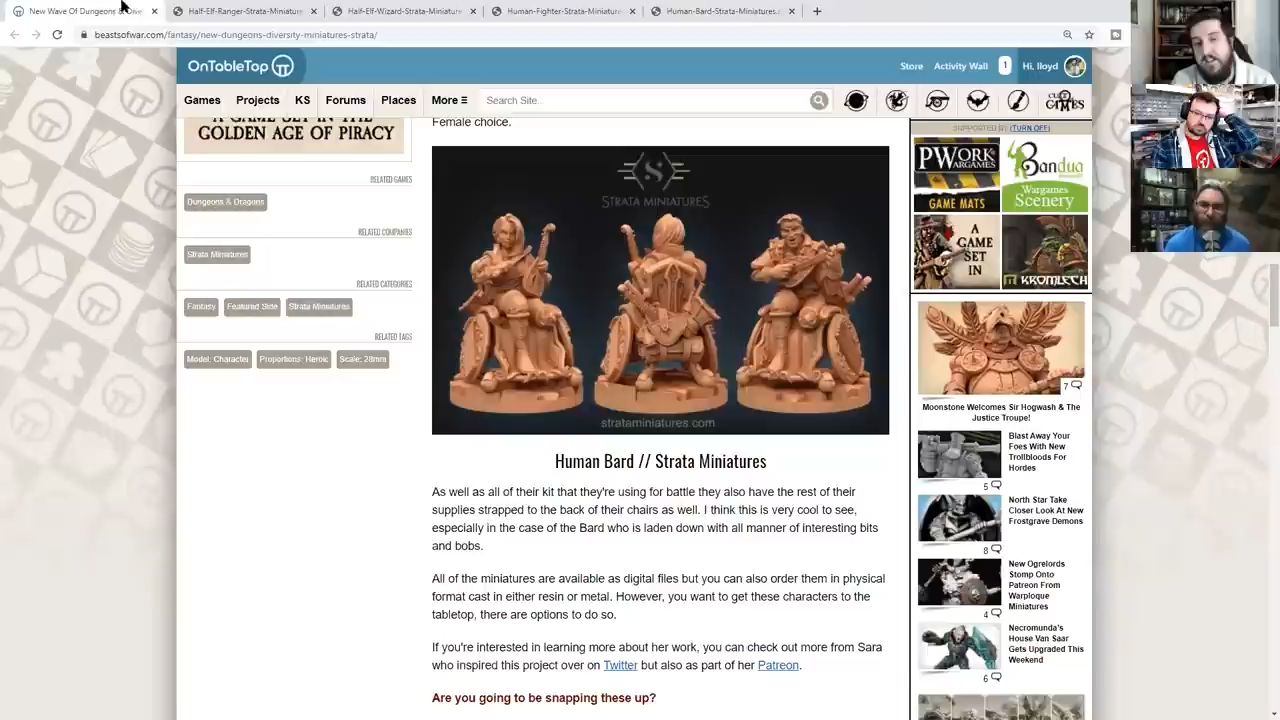 New Wave Of Dungeons & Dive
Half-Elf-Ranger-Strata-Miniature
Half-Elf-Wizard-Strata-Miniature
Human-Fighter-Strata-Miniature
Human-Bard-Strata-Miniatures.
beastsofwar.com/fantasy/new-dungeons-diversity-miniatures-strata/
OnTableTop
Store
Activity Wall
1
Hi, lloyd
Games
Projects
KS
Forums
Places
More
Search Site...
A GAME SET IN THE
GOLDEN AGE OF PIRACY
RELATED GAMES
Dungeons & Dragons
RELATED COMPANIES
Strata Miniatures
RELATED CATEGORIES
Fantasy
Featured Side
Strata Miniatures
RELATED TAGS
Model: Character
Proportions: Heroic
Scale: 28mm
Female choice.
STRATA MINIATURES
strataminiatures.com
Human Bard // Strata Miniatures
As well as all of their kit that they're using for battle they also have the rest of their
supplies strapped to the back of their chairs as well. I think this is very cool to see,
especially in the case of the Bard who is laden down with all manner of interesting bits
and bobs.
All of the miniatures are available as digital files but you can also order them in physical
format cast in either resin or metal. However, you want to get these characters to the
tabletop, there are options to do so.
If you're interested in learning more about her work, you can check out more from Sara
who inspired this project over on Twitter but also as part of her Patreon.
Are you going to be snapping these up?
SUPPORTED BY (TURN OFF)
PWORK
WARGAMES
GAME MATS
Bandua
Wargames
Scenery
A
GAME
SET
IN
KROMLECH
7
Moonstone Welcomes Sir Hogwash & The
Justice Troupe!
Blast Away Your
Foes With New
Trollbloods For
Hordes
5
North Star Take
Closer Look At New
Frostgrave Demons
8
New Ogrelords
Stomp Onto
Patreon From
Warploque
Miniatures
4
Necromunda's
House Van Saar
Gets Upgraded This
Weekend
6